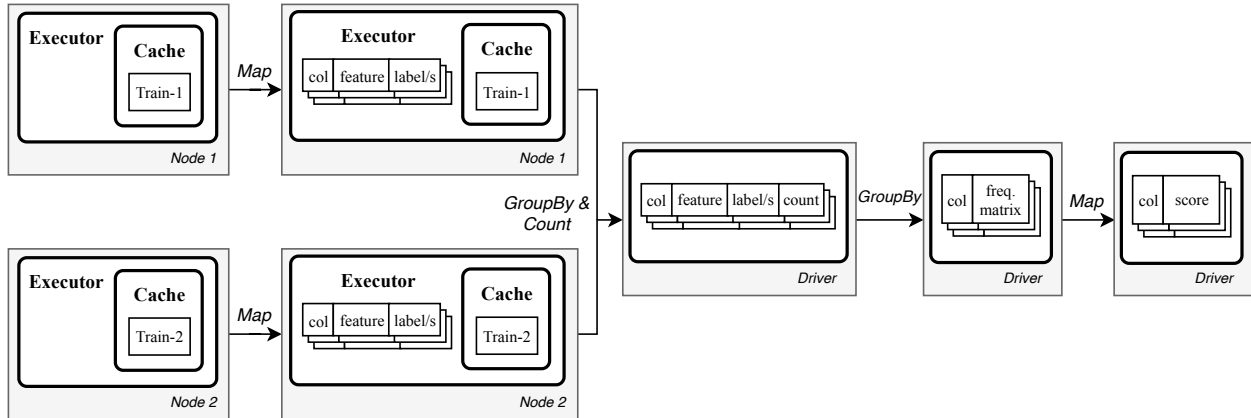 Executor
Cache
Train-1
Node 1
Map
Executor
col feature label/s
Cache
Train-1
Node 1
Executor
Cache
Train-2
Node 2
Map
Executor
col feature label/s
Cache
Train-2
Node 2
GroupBy &
Count
col feature label/s count
Driver
GroupBy
col freq.
matrix
Driver
Map
col score
Driver